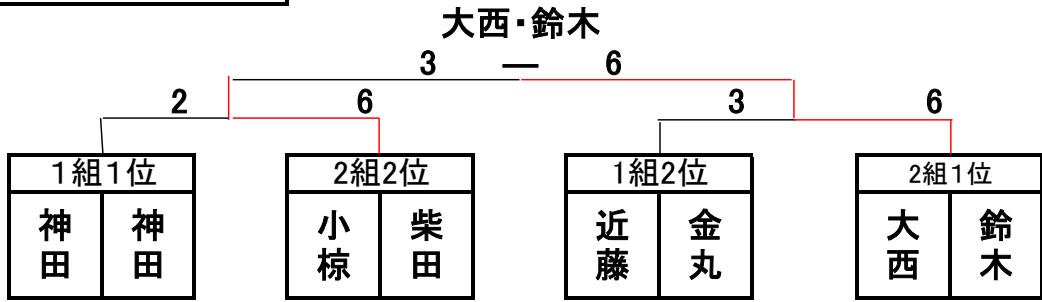 大西・鈴木
3 — 6
2 6 3 6
1組1位 2組2位 1組2位 2組1位
神田 神田 小椋 柴田 近藤 金丸 大西 鈴木